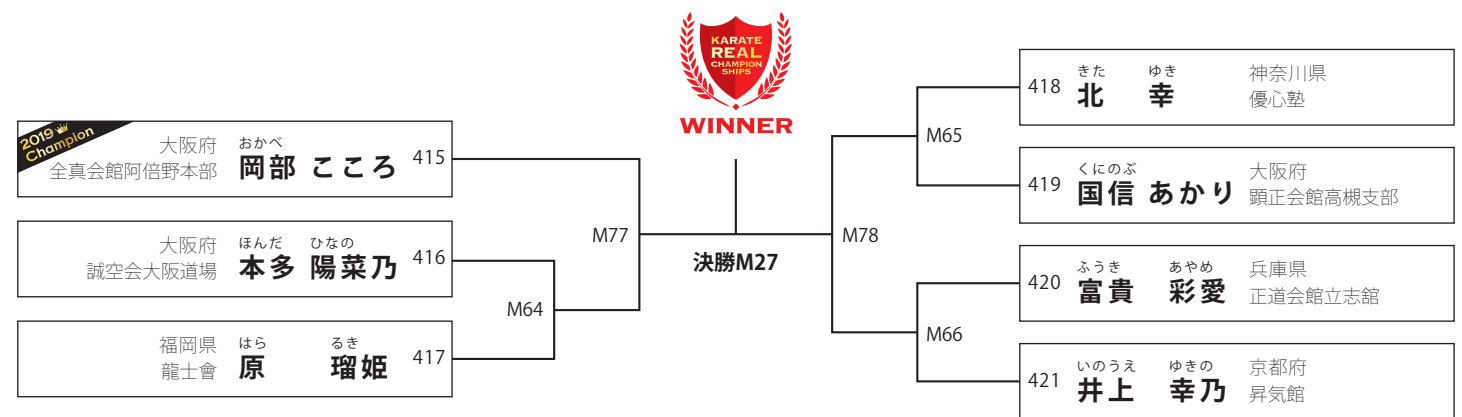 KARATE
REAL
CHAMPION
SHIPS
WINNER
2019
Champion
大阪府
全真会館阿倍野本部
おかべ
岡部 こころ
415
大阪府
誠空会大阪道場
ほんだ ひなの
本多 陽菜乃
416
福岡県
龍士會
はら るき
原 瑠姫
417
M64
M77
決勝M27
M78
M65
M66
418
きた ゆき
北 幸
神奈川県
優心塾
419
くにのぶ
国信 あかり
大阪府
顕正会館高槻支部
420
ふうき あやめ
富貴 彩愛
兵庫県
正道会館立志舘
421
いのうえ ゆきの
井上 幸乃
京都府
昇気館